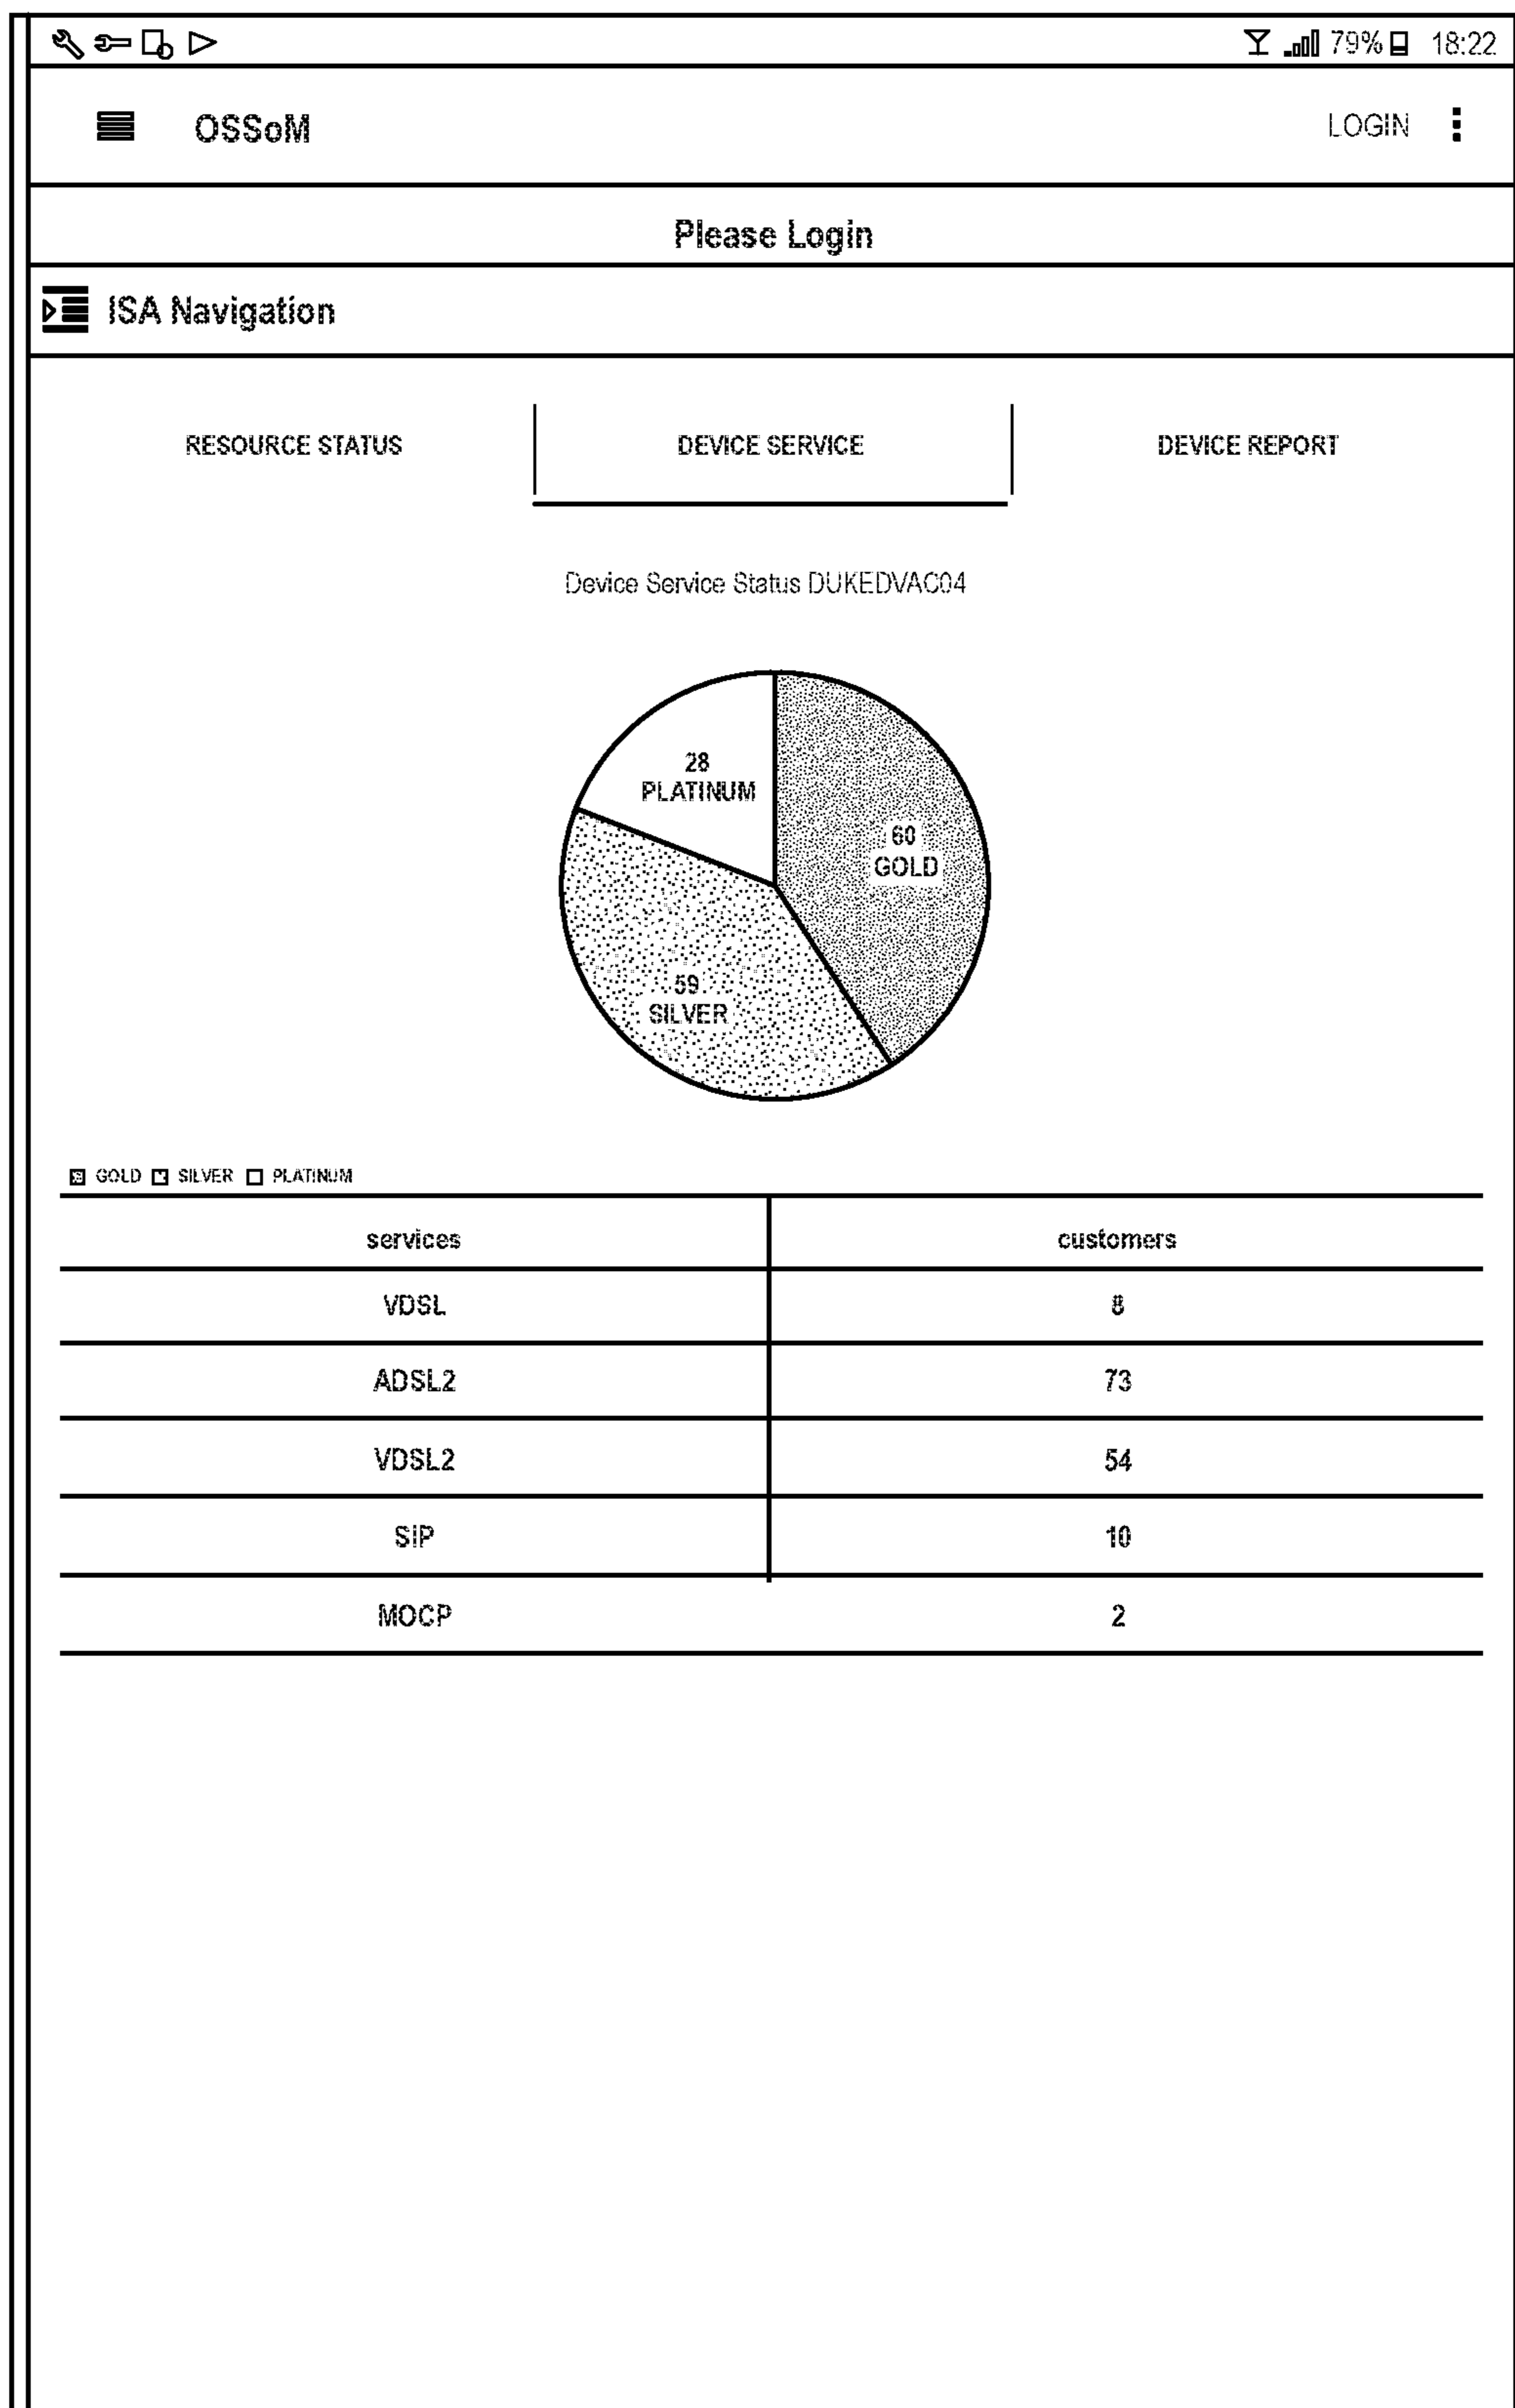 79% 18:22
OSSoM LOGIN
Please Login
ISA Navigation
RESOURCE STATUS DEVICE SERVICE DEVICE REPORT
Device Service Status DUKEDVAC04
28
PLATINUM
60
GOLD
59
SILVER
GOLD SILVER PLATINUM
services customers
VDSL 8
ADSL2 73
VDSL2 54
SIP 10
MOCP 2